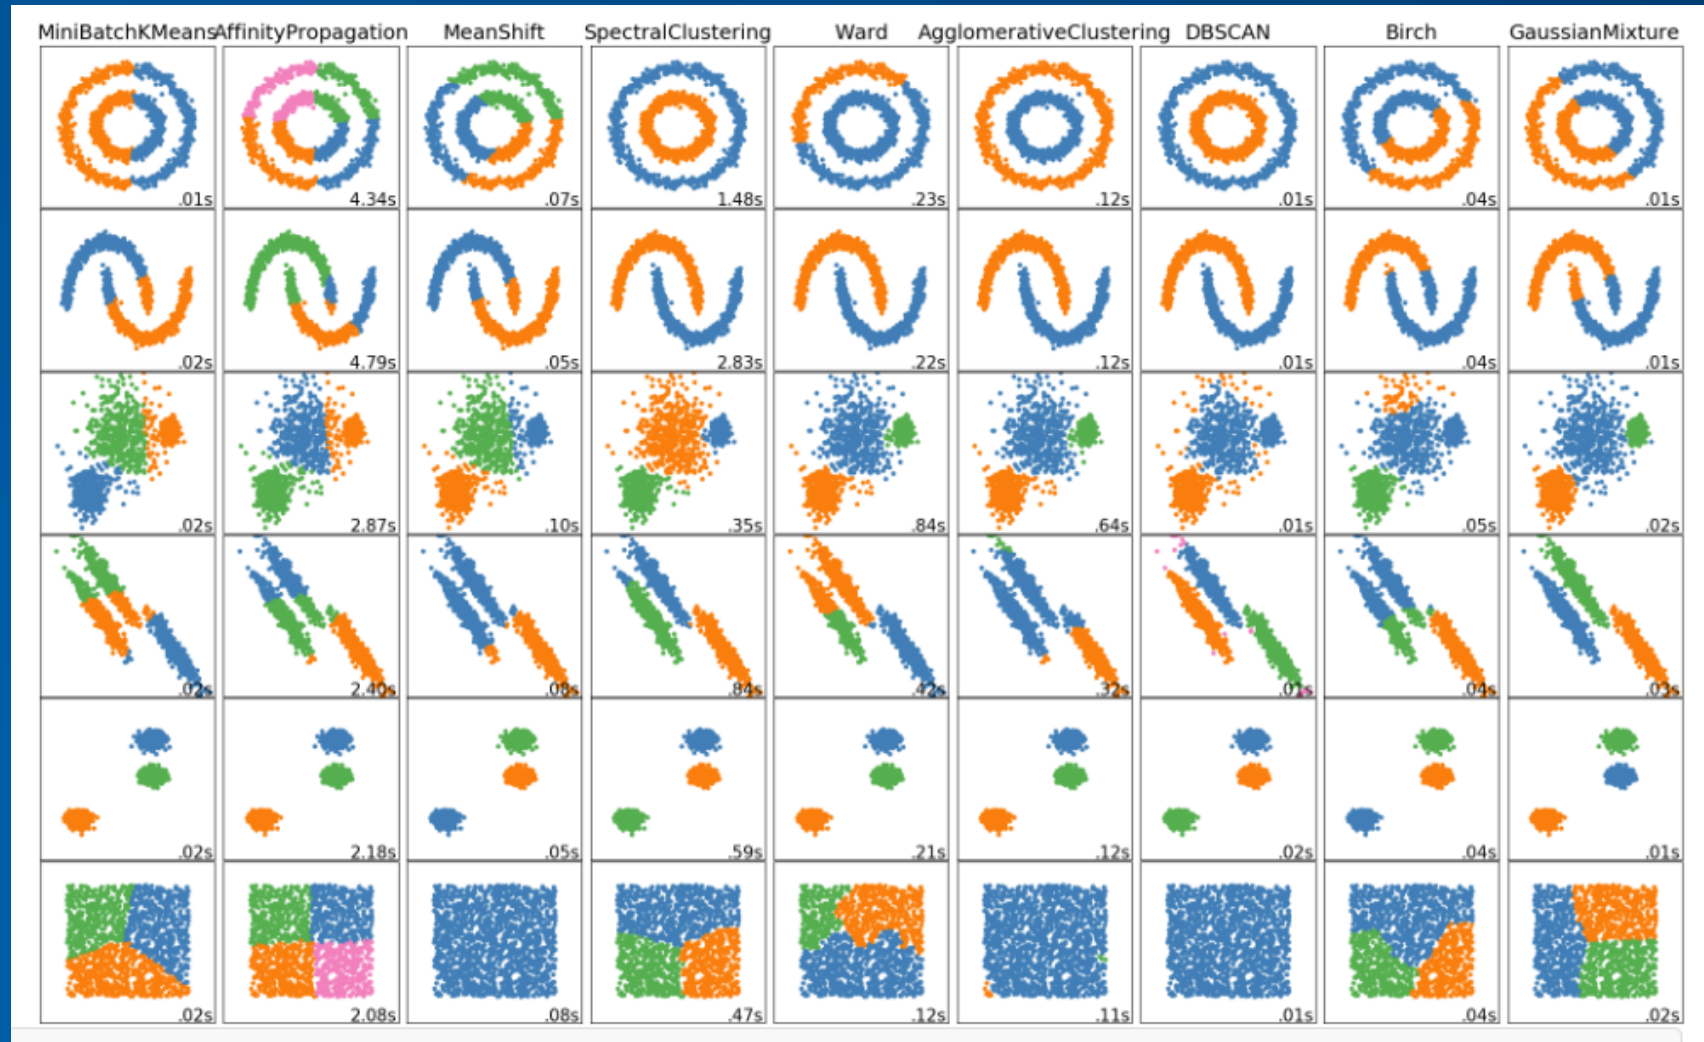 MiniBatchKMeans AffinityPropagation MeanShift SpectralClustering Ward AgglomerativeClustering DBSCAN Birch GaussianMixture
.01s 4.34s .07s 1.48s .23s .12s .01s .04s .01s
.02s 4.79s .05s 2.83s .22s .12s .01s .04s .01s
.02s 2.87s .10s .35s .84s .64s .01s .05s .02s
.02s 2.40s .08s .84s .42s .32s .01s .04s .03s
.02s 2.18s .05s .59s .21s .12s .02s .04s .01s
.02s 2.08s .08s .47s .12s .11s .01s .04s .02s